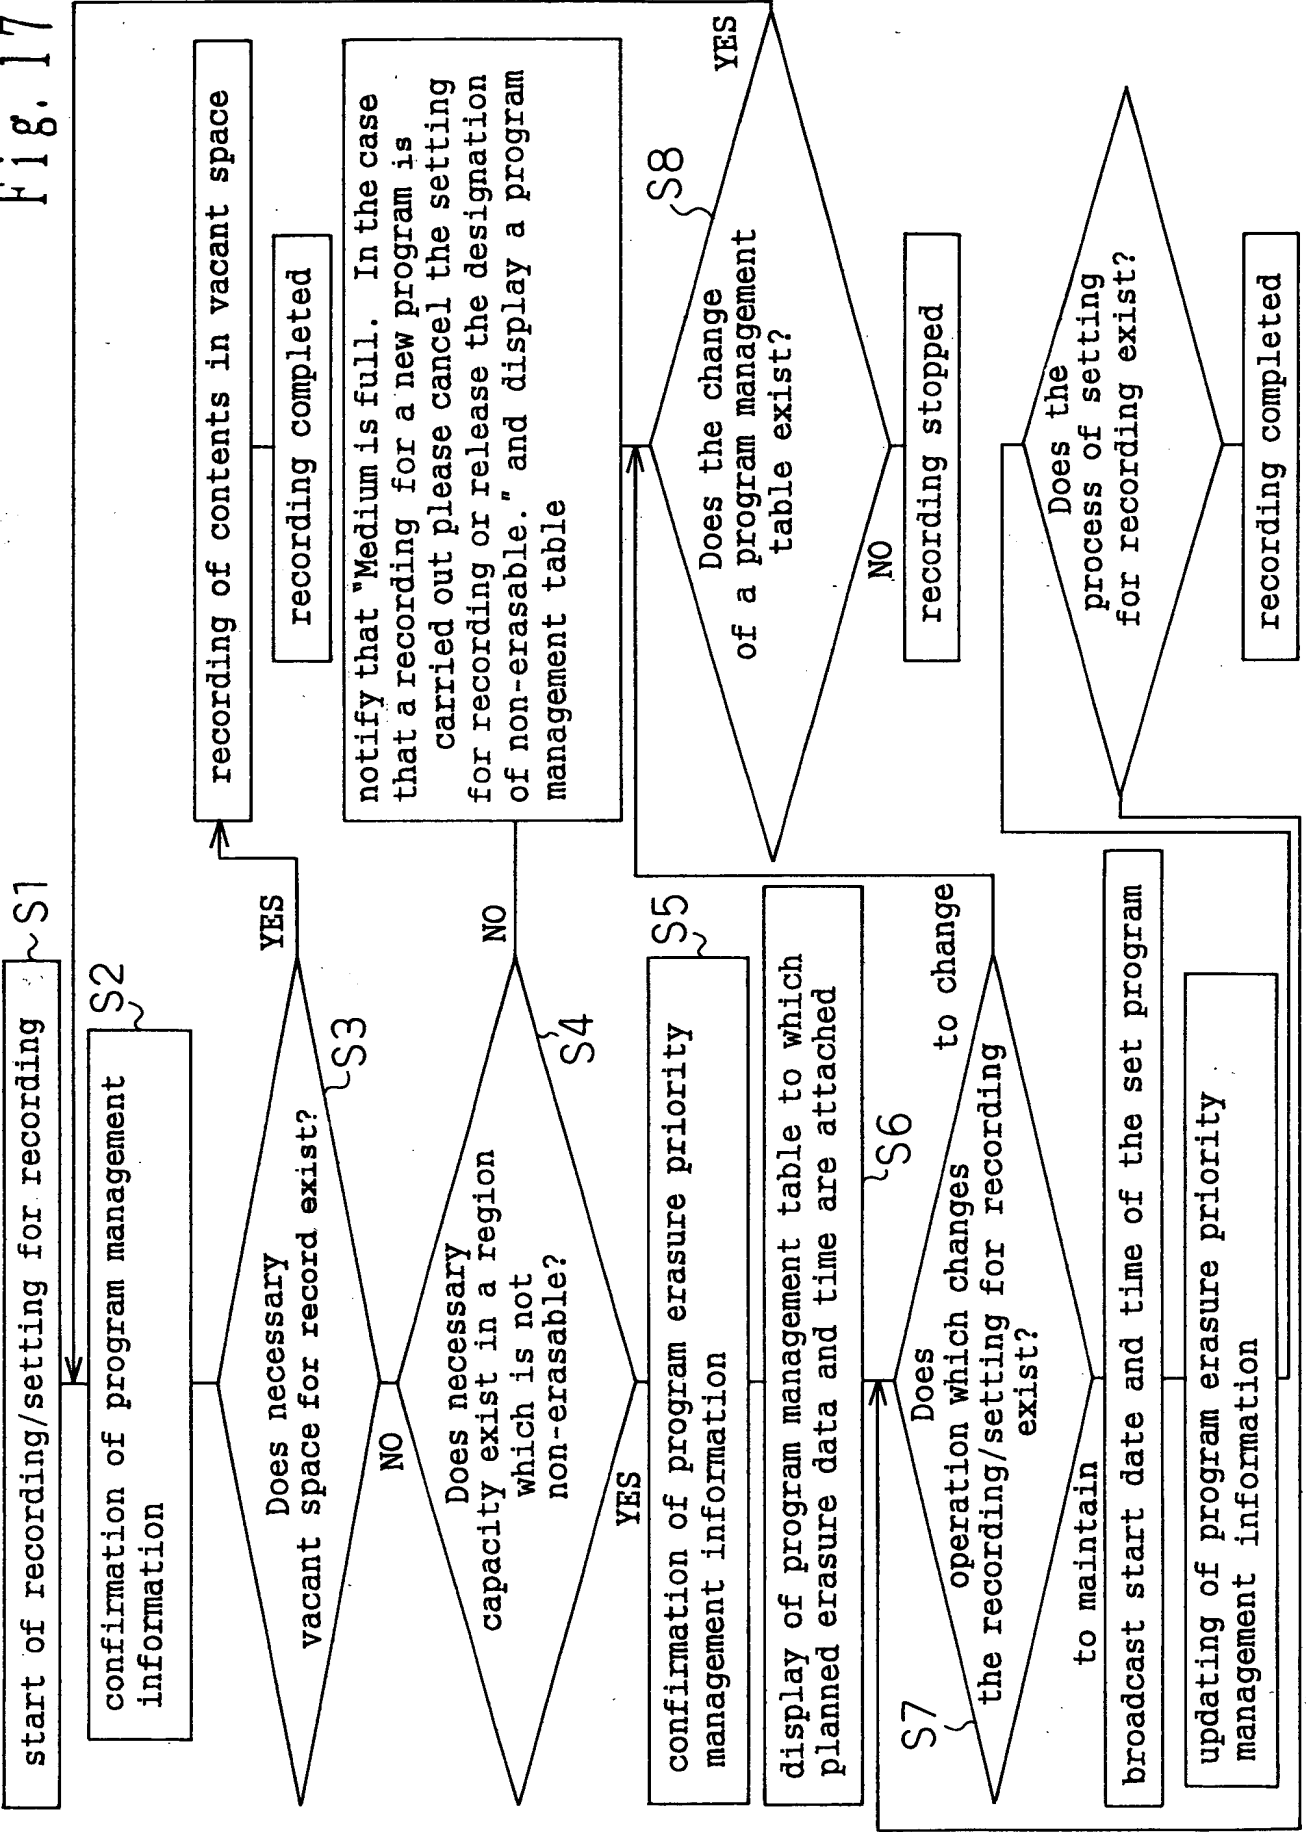 Fig. 17
start of recording/setting for recording
S1
confirmation of program management
information
S2
Does necessary
vacant space for record exist?
S3
YES
NO
recording of contents in vacant space
recording completed
Does necessary
capacity exist in a region
which is not
non-erasable?
S4
NO
YES
notify that "Medium is full. In the case
that a recording for a new program is
carried out please cancel the setting
for recording or release the designation
of non-erasable." and display a program
management table
confirmation of program erasure priority
management information
S5
display of program management table to which
planned erasure data and time are attached
S6
Does
operation which changes
the recording/setting for recording
exist?
S7
to change
to maintain
Does the change
of a program management
table exist?
S8
YES
NO
recording stopped
broadcast start date and time of the set program
updating of program erasure priority
management information
Does the
process of setting
for recording exist?
recording completed